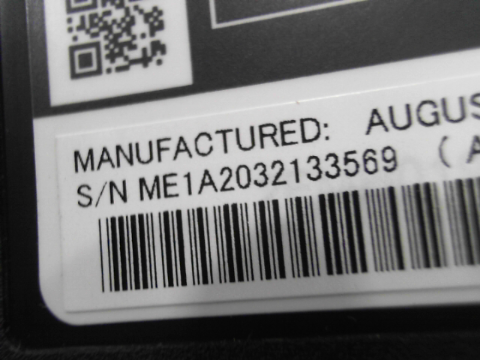 MANUFACTURED: AUGUS
S/N ME1A2032133569 ( A